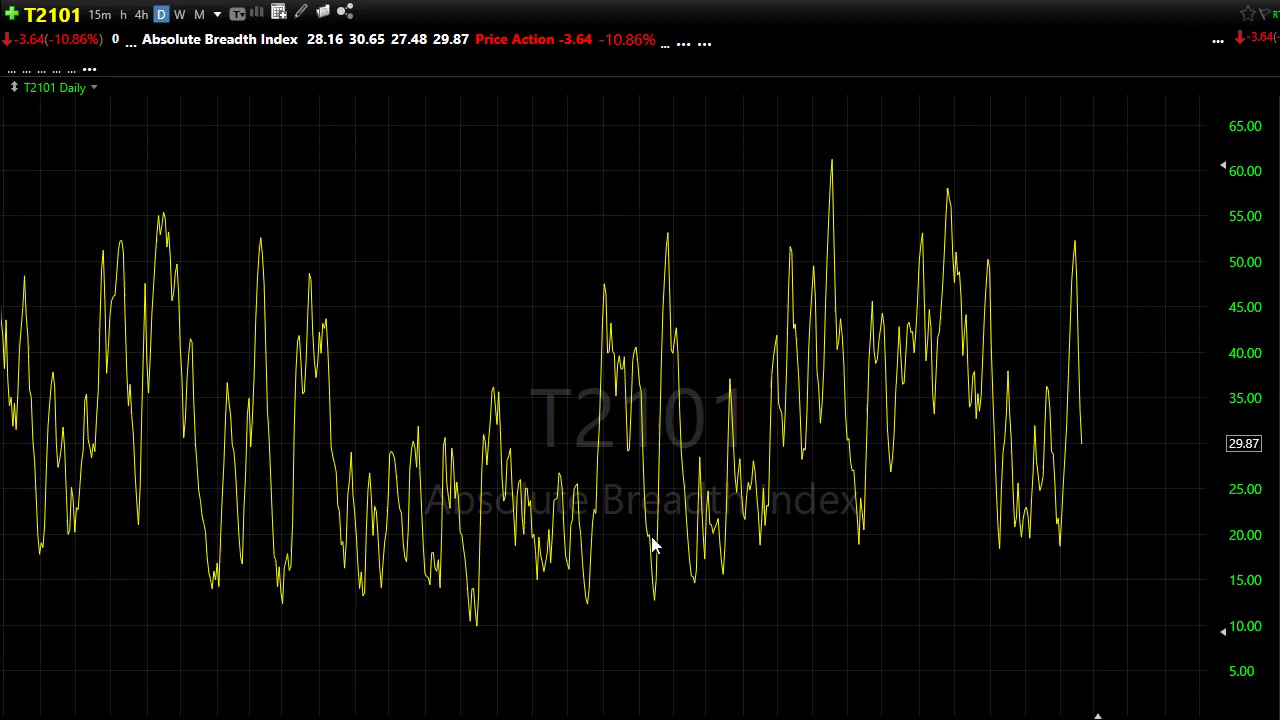 T2101 15m h 4h D W M T
-3.64(-10.86%) 0 ... Absolute Breadth Index 28.16 30.65 27.48 29.87 Price Action -3.64 -10.86% ... ... ... ... -3.64(-
... ... ... ... ... ...
T2101 Daily
65.00
60.00
55.00
50.00
45.00
40.00
35.00
29.87
25.00
20.00
15.00
10.00
5.00
T2101
Absolute Breadth Index